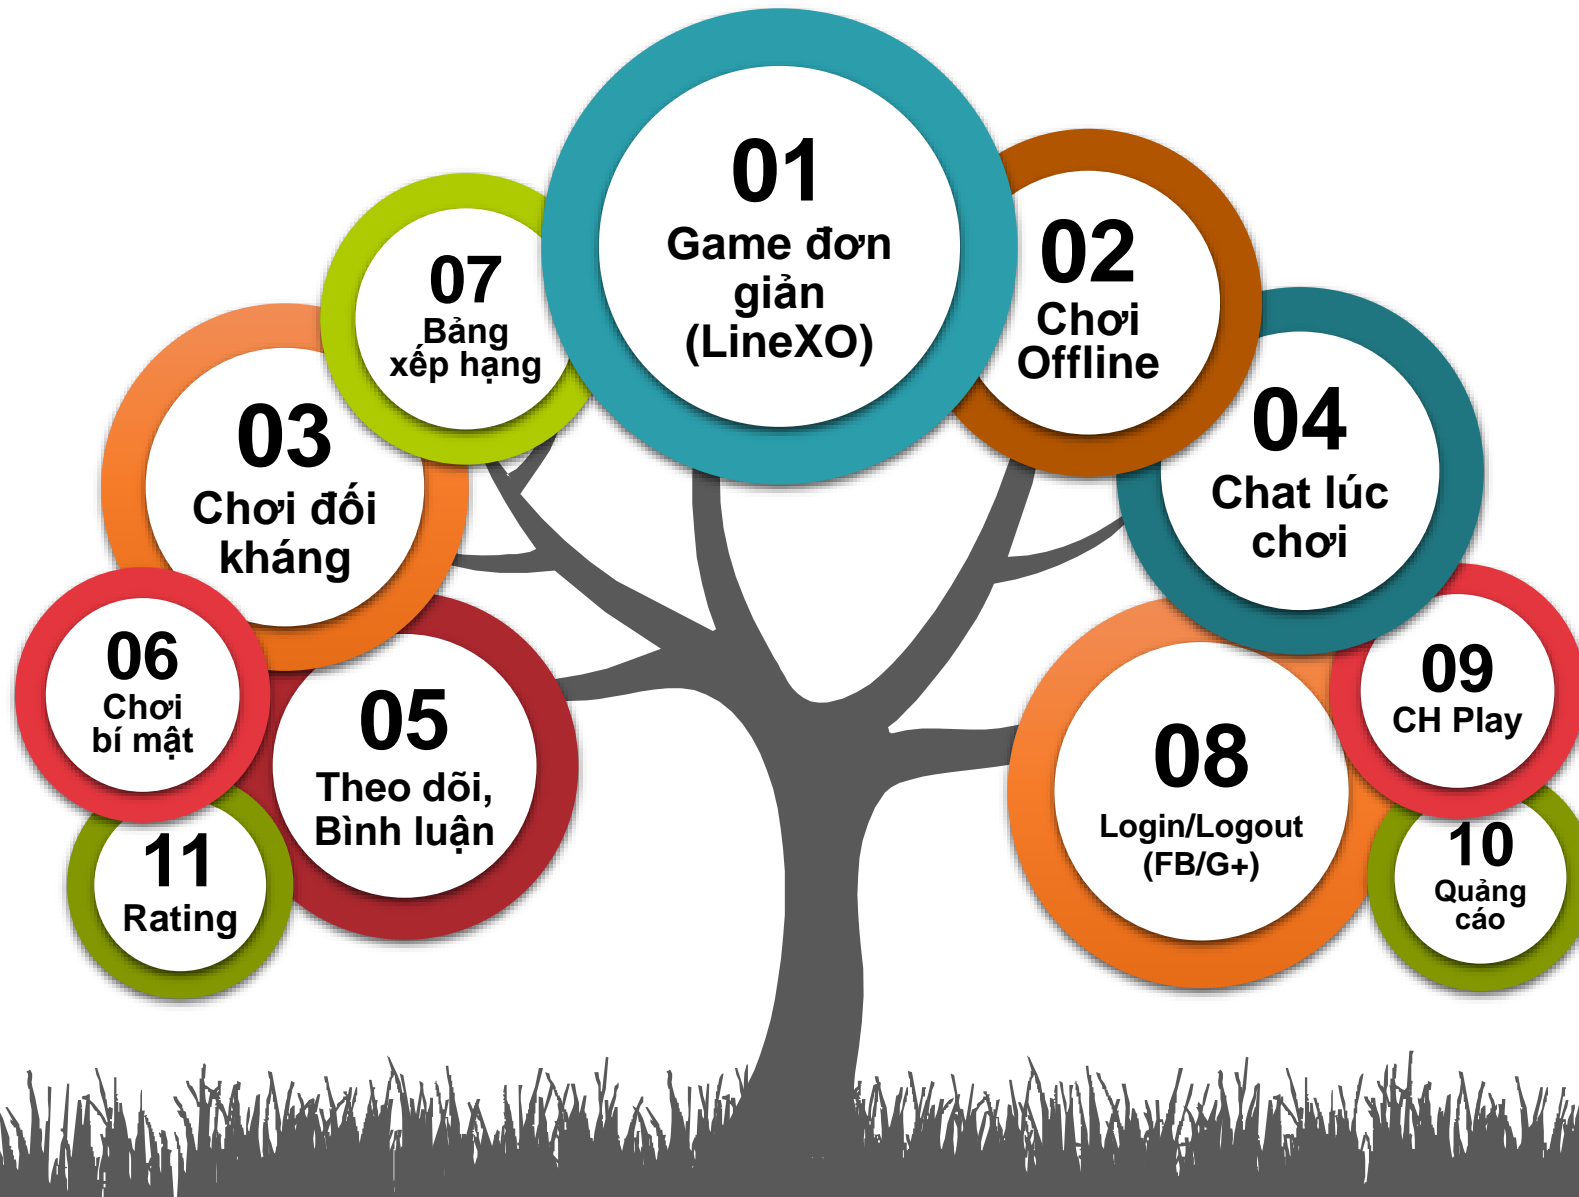 01
Game đơn
giản
(LineXO)
02
Chơi
Offline
03
Chơi đối
kháng
04
Chat lúc
chơi
05
Theo dõi,
Bình luận
06
Chơi
bí mật
07
Bảng
xếp hạng
08
Login/Logout
(FB/G+)
09
CH Play
10
Quảng
cáo
11
Rating